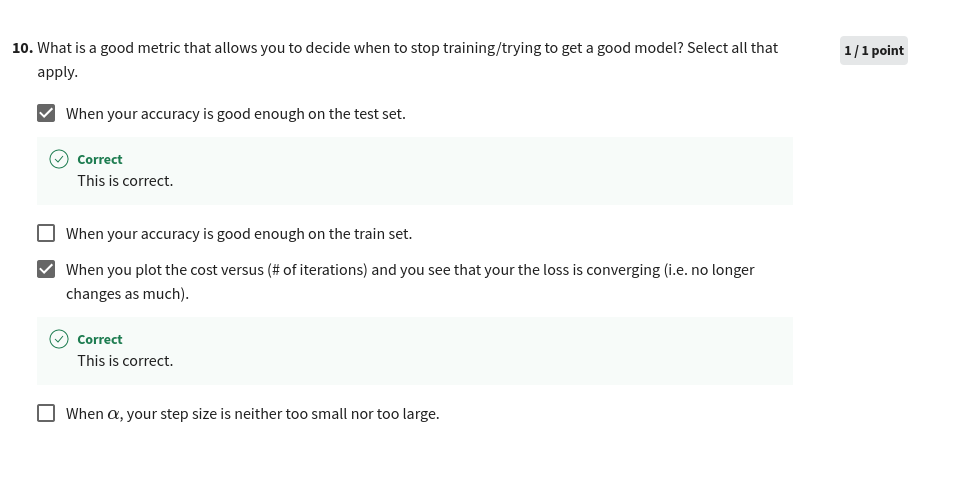 10. What is a good metric that allows you to decide when to stop training/trying to get a good model? Select all that
apply.
1 / 1 point
When your accuracy is good enough on the test set.
Correct
This is correct.
When your accuracy is good enough on the train set.
When you plot the cost versus (# of iterations) and you see that your the loss is converging (i.e. no longer
changes as much).
Correct
This is correct.
When α, your step size is neither too small nor too large.